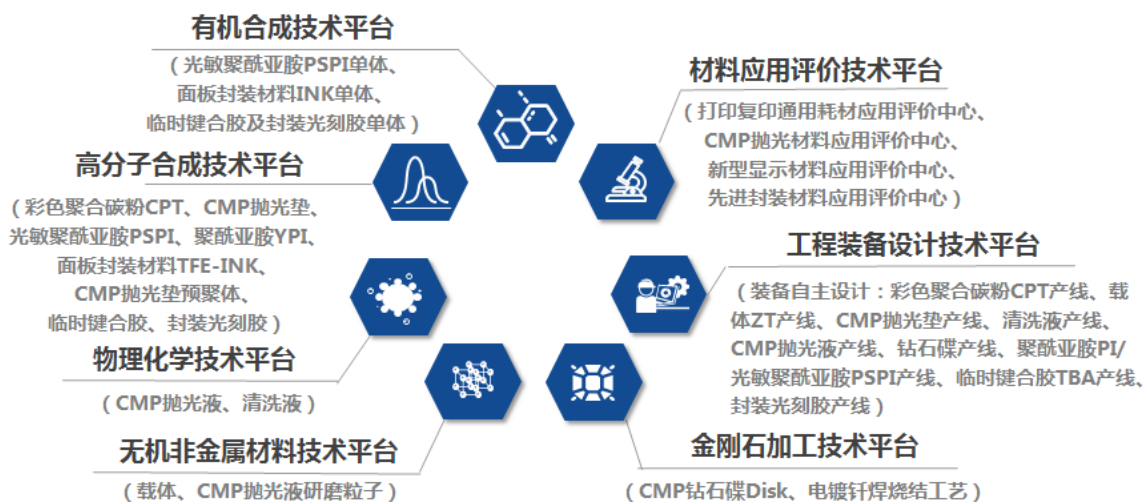 有机合成技术平台
（光敏聚酰亚胺PSPI单体、
面板封装材料INK单体、
临时键合胶及封装光刻胶单体）
高分子合成技术平台
（彩色聚合碳粉CPT、CMP抛光垫、
光敏聚酰亚胺PSPI、聚酰亚胺YPI、
面板封装材料TFE-INK、
CMP抛光垫预聚体、
临时键合胶、封装光刻胶）
物理化学技术平台
（CMP抛光液、清洗液）
无机非金属材料技术平台
（载体、CMP抛光液研磨粒子）
材料应用评价技术平台
（打印复印通用耗材应用评价中心、
CMP抛光材料应用评价中心、
新型显示材料应用评价中心、
先进封装材料应用评价中心）
工程装备设计技术平台
（装备自主设计：彩色聚合碳粉CPT产线、载
体ZT产线、CMP抛光垫产线、清洗液产线、
CMP抛光液产线、钻石碟产线、聚酰亚胺PI/
光敏聚酰亚胺PSPI产线、临时键合胶TBA产线、
封装光刻胶产线）
金刚石加工技术平台
（CMP钻石碟Disk、电镀钎焊烧结工艺）